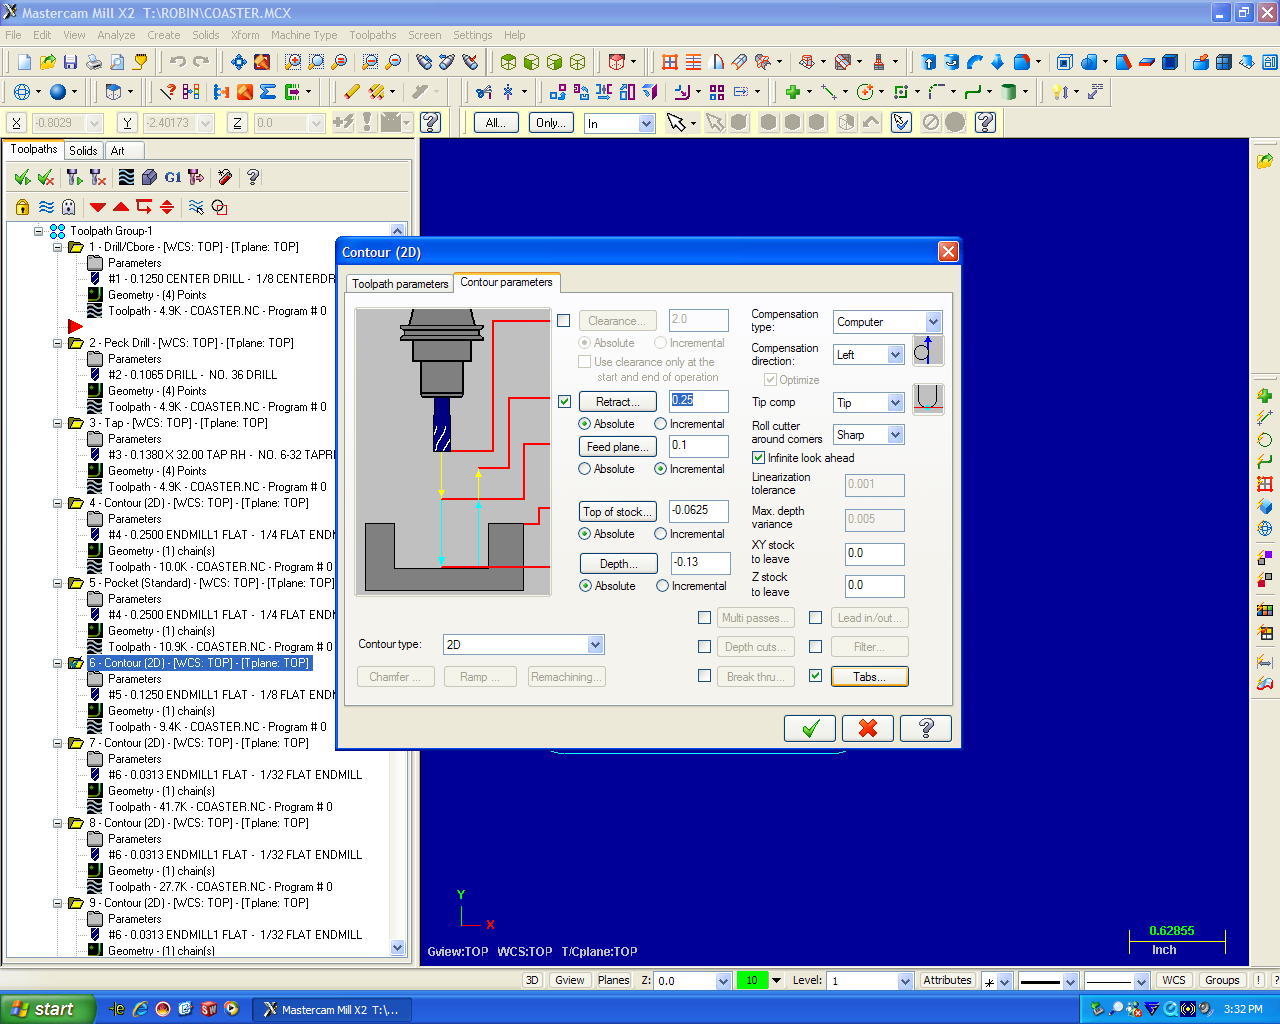 Mastercam Mill X2 T:\ROBIN\COASTER.MCX
File Edit View Analyze Create Solids Xform Machine Type Toolpaths Screen Settings Help
X -0.8029 Y -2.40173 Z 0.0 All... Only... In
Toolpaths Solids Art
G1
Toolpath Group-1
1 - Drill/Cbore - [WCS: TOP] - [Tplane: TOP]
Parameters
#1 - 0.1250 CENTER DRILL - 1/8 CENTERDR
Geometry - (4) Points
Toolpath - 4.9K - COASTER.NC - Program # 0
2 - Peck Drill - [WCS: TOP] - [Tplane: TOP]
Parameters
#2 - 0.1065 DRILL - NO. 36 DRILL
Geometry - (4) Points
Toolpath - 4.9K - COASTER.NC - Program # 0
3 - Tap - [WCS: TOP] - [Tplane: TOP]
Parameters
#3 - 0.1380 X 32.00 TAP RH - NO. 6-32 TAPR
Geometry - (4) Points
Toolpath - 4.9K - COASTER.NC - Program # 0
4 - Contour (2D) - [WCS: TOP] - [Tplane: TOP]
Parameters
#4 - 0.2500 ENDMILL1 FLAT - 1/4 FLAT ENDM
Geometry - (1) chain(s)
Toolpath - 10.0K - COASTER.NC - Program # 0
5 - Pocket (Standard) - [WCS: TOP] - [Tplane: TOP]
Parameters
#4 - 0.2500 ENDMILL1 FLAT - 1/4 FLAT ENDM
Geometry - (1) chain(s)
Toolpath - 10.9K - COASTER.NC - Program # 0
6 - Contour (2D) - [WCS: TOP] - [Tplane: TOP]
Parameters
#5 - 0.1250 ENDMILL1 FLAT - 1/8 FLAT ENDM
Geometry - (1) chain(s)
Toolpath - 9.4K - COASTER.NC - Program # 0
7 - Contour (2D) - [WCS: TOP] - [Tplane: TOP]
Parameters
#6 - 0.0313 ENDMILL1 FLAT - 1/32 FLAT ENDMILL
Geometry - (1) chain(s)
Toolpath - 41.7K - COASTER.NC - Program # 0
8 - Contour (2D) - [WCS: TOP] - [Tplane: TOP]
Parameters
#6 - 0.0313 ENDMILL1 FLAT - 1/32 FLAT ENDMILL
Geometry - (1) chain(s)
Toolpath - 27.7K - COASTER.NC - Program # 0
9 - Contour (2D) - [WCS: TOP] - [Tplane: TOP]
Parameters
#6 - 0.0313 ENDMILL1 FLAT - 1/32 FLAT ENDMILL
Geometry - (1) chain(s)
Contour (2D)
Toolpath parameters Contour parameters
Clearance... 2.0
Absolute Incremental
Use clearance only at the
start and end of operation
Retract... 0.25
Absolute Incremental
Feed plane... 0.1
Absolute Incremental
Top of stock... -0.0625
Absolute Incremental
Depth... -0.13
Absolute Incremental
Compensation
type: Computer
Compensation
direction: Left
Optimize
Tip comp Tip
Roll cutter
around corners Sharp
Infinite look ahead
Linearization
tolerance 0.001
Max. depth
variance 0.005
XY stock
to leave 0.0
Z stock
to leave 0.0
Multi passes... Lead in/out...
Depth cuts... Filter...
Break thru... Tabs...
Contour type: 2D
Chamfer ... Ramp ... Remachining...
Y
X
Gview:TOP WCS:TOP T/Cplane:TOP
0.62855
Inch
3D Gview Planes Z: 0.0 10 Level: 1 Attributes WCS Groups ! ?
start Mastercam Mill X2 T:\... 3:32 PM